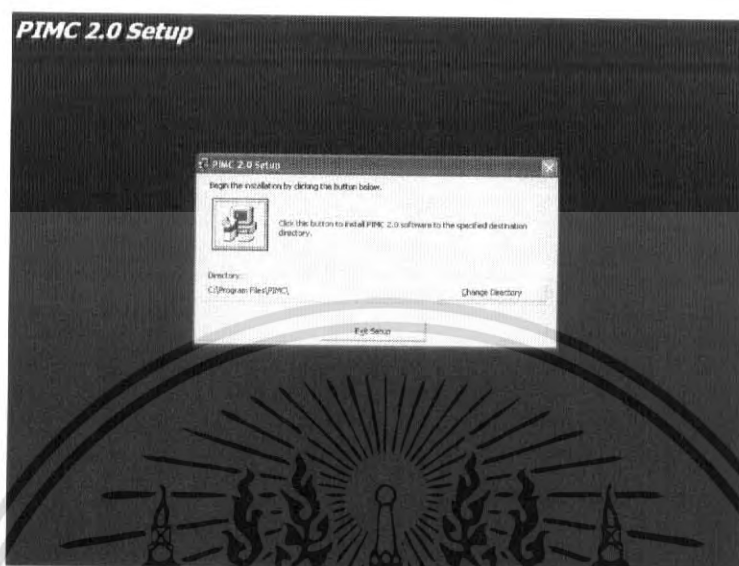 PIMC 2.0 Setup
PIMC 2.0 Setup
Begin the installation by clicking the button below.
Click this button to install PIMC 2.0 software to the specified destination
directory.
Directory:
C:\Program Files\PIMC\
Change Directory
Exit Setup